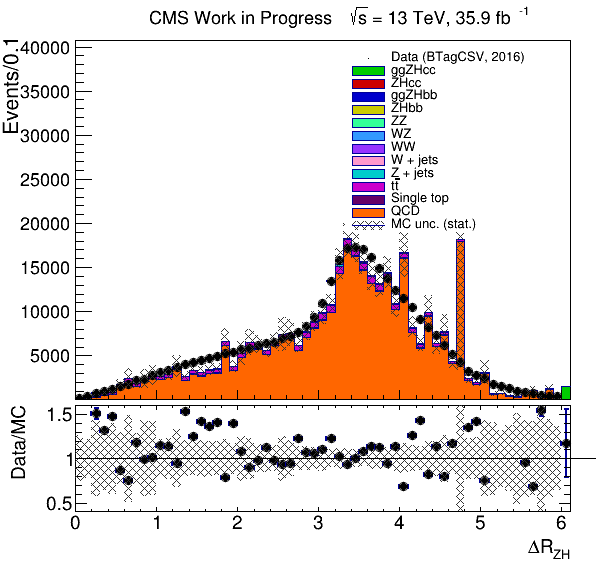 CMS Work in Progress √s = 13 TeV, 35.9 fb⁻¹
Events/0.1
40000
35000
30000
25000
20000
15000
10000
5000
Data (BTagCSV, 2016)
ggZHcc
ZHcc
ggZHbb
ZHbb
ZZ
WZ
WW
W + jets
Z + jets
tt̄
Single top
QCD
MC unc. (stat.)
Data/MC
1.5
1
0.5
0 1 2 3 4 5 6
ΔR_ZH